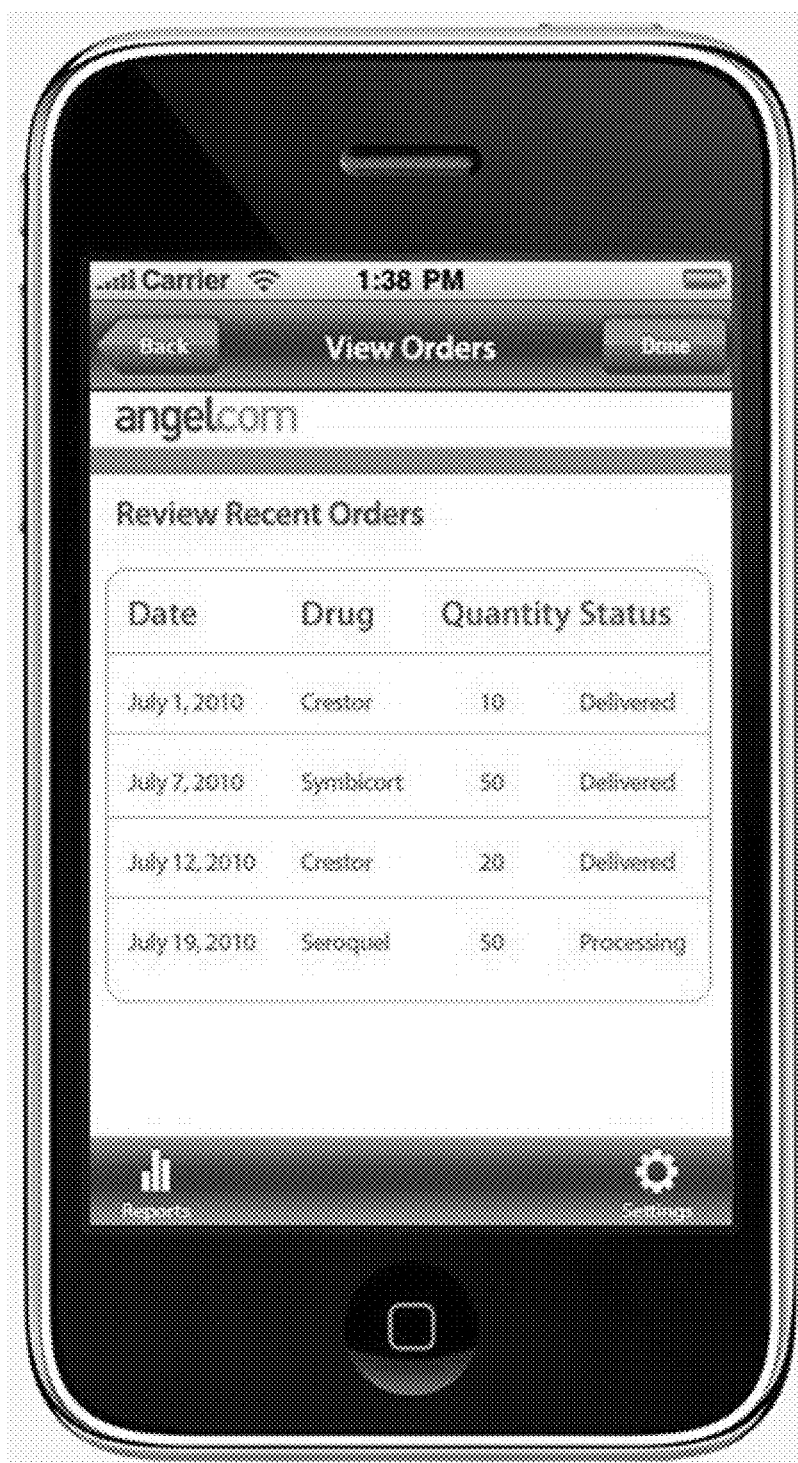 Carrier 1:38 PM
Back View Orders Done
angel.com
Review Recent Orders
Date Drug Quantity Status
July 1, 2010 Crestor 10 Delivered
July 7, 2010 Symbicort 50 Delivered
July 12, 2010 Crestor 20 Delivered
July 19, 2010 Seroquel 50 Processing
Reports Settings